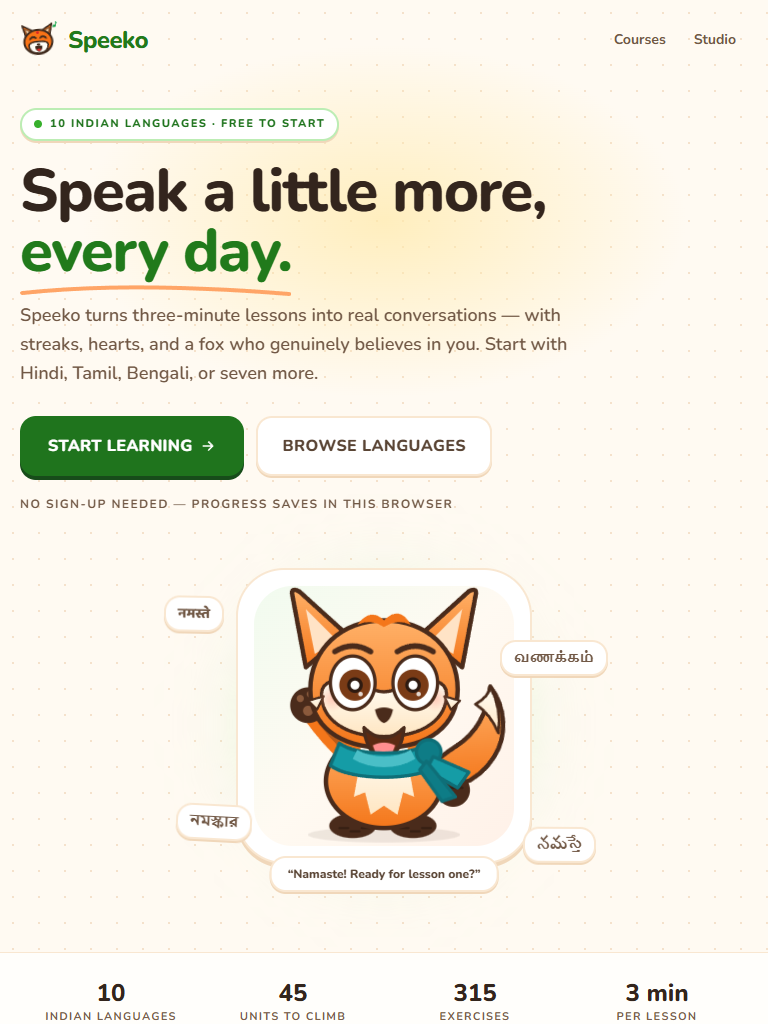 Speeko
Courses
Studio
10 INDIAN LANGUAGES · FREE TO START
Speak a little more,
every day.
Speeko turns three-minute lessons into real conversations — with
streaks, hearts, and a fox who genuinely believes in you. Start with
Hindi, Tamil, Bengali, or seven more.
START LEARNING →
BROWSE LANGUAGES
NO SIGN-UP NEEDED — PROGRESS SAVES IN THIS BROWSER
नमस्ते
வணக்கம்
নমস্কার
నమస్తే
“Namaste! Ready for lesson one?”
10
45
315
3 min
INDIAN LANGUAGES
UNITS TO CLIMB
EXERCISES
PER LESSON